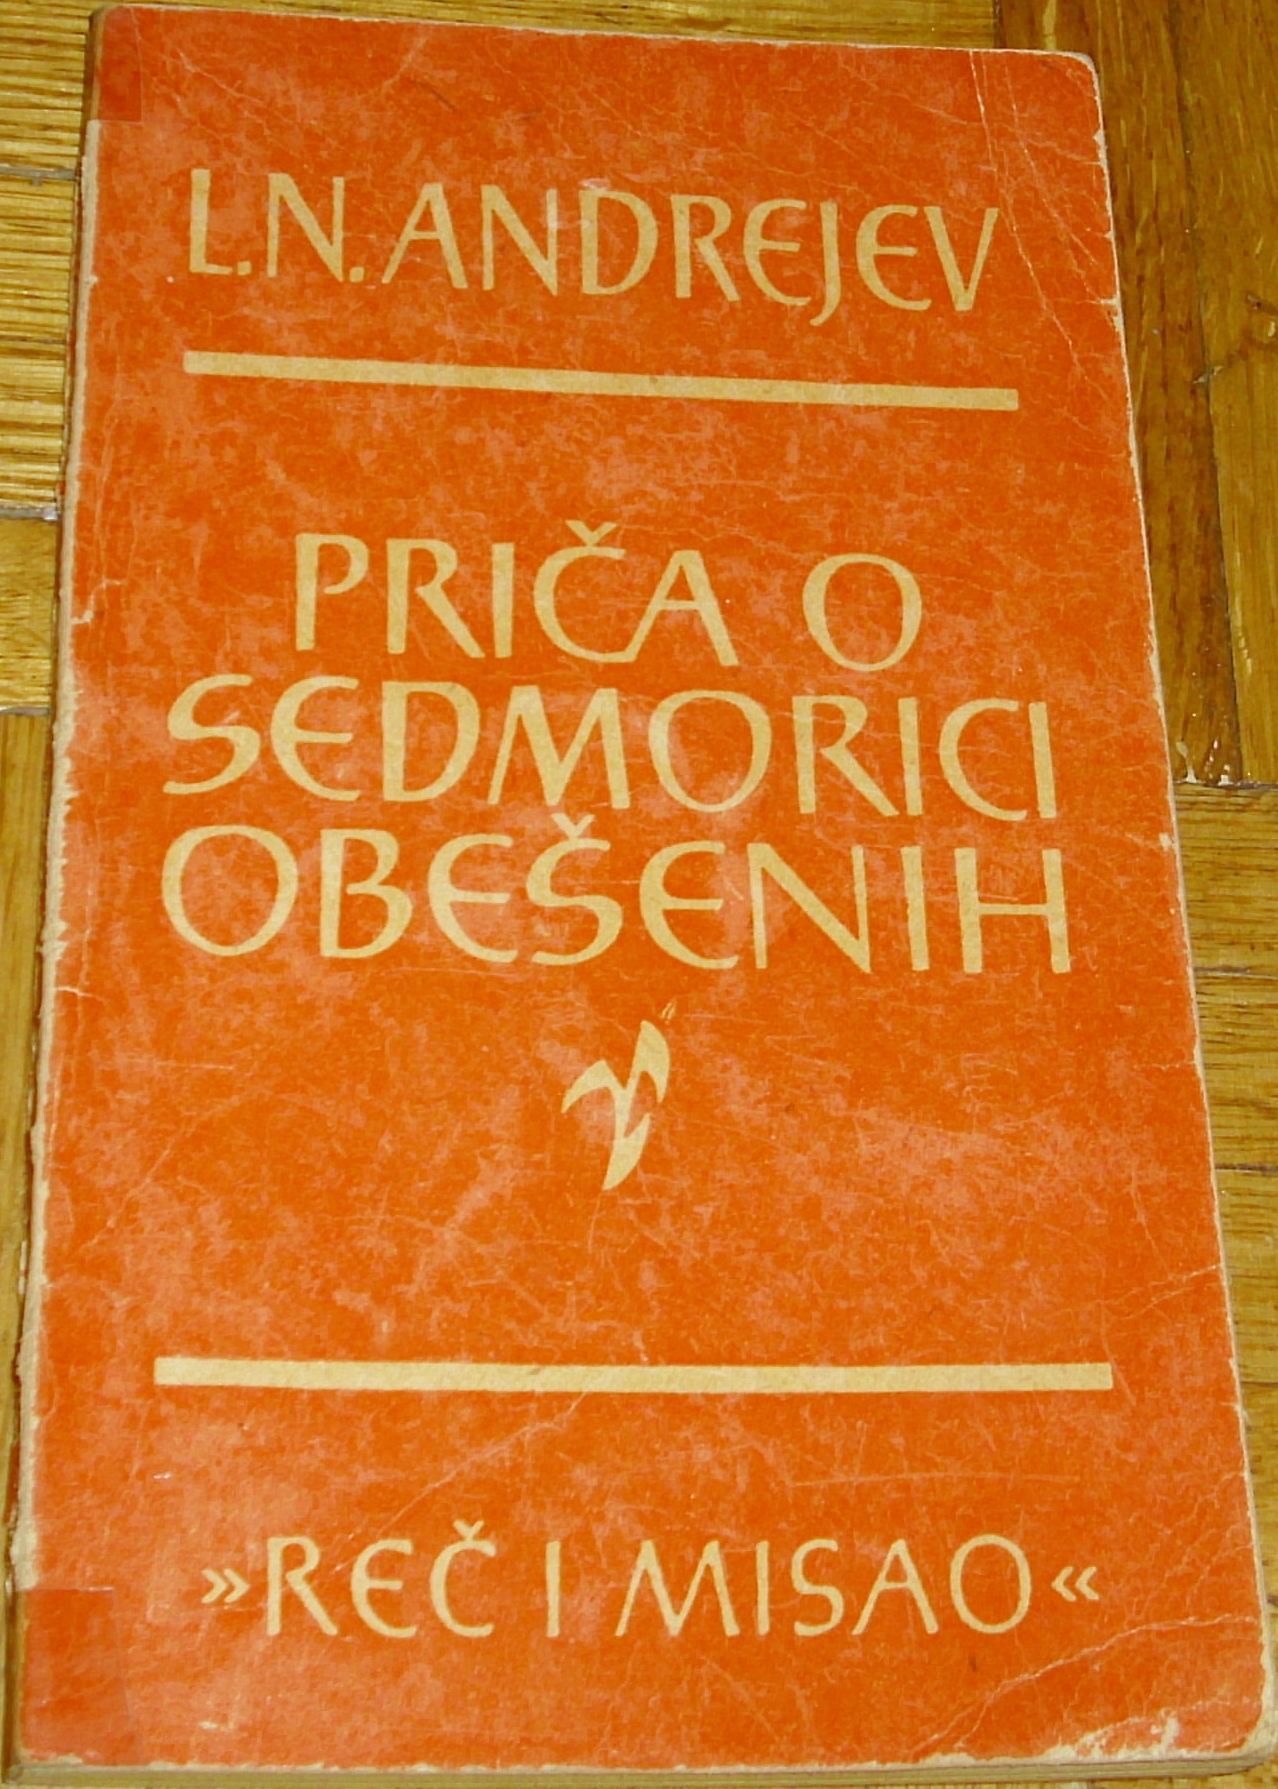 L.N. ANDREJEV
PRIČA O
SEDMORICI
OBEŠENIH
»REČ I MISAO«